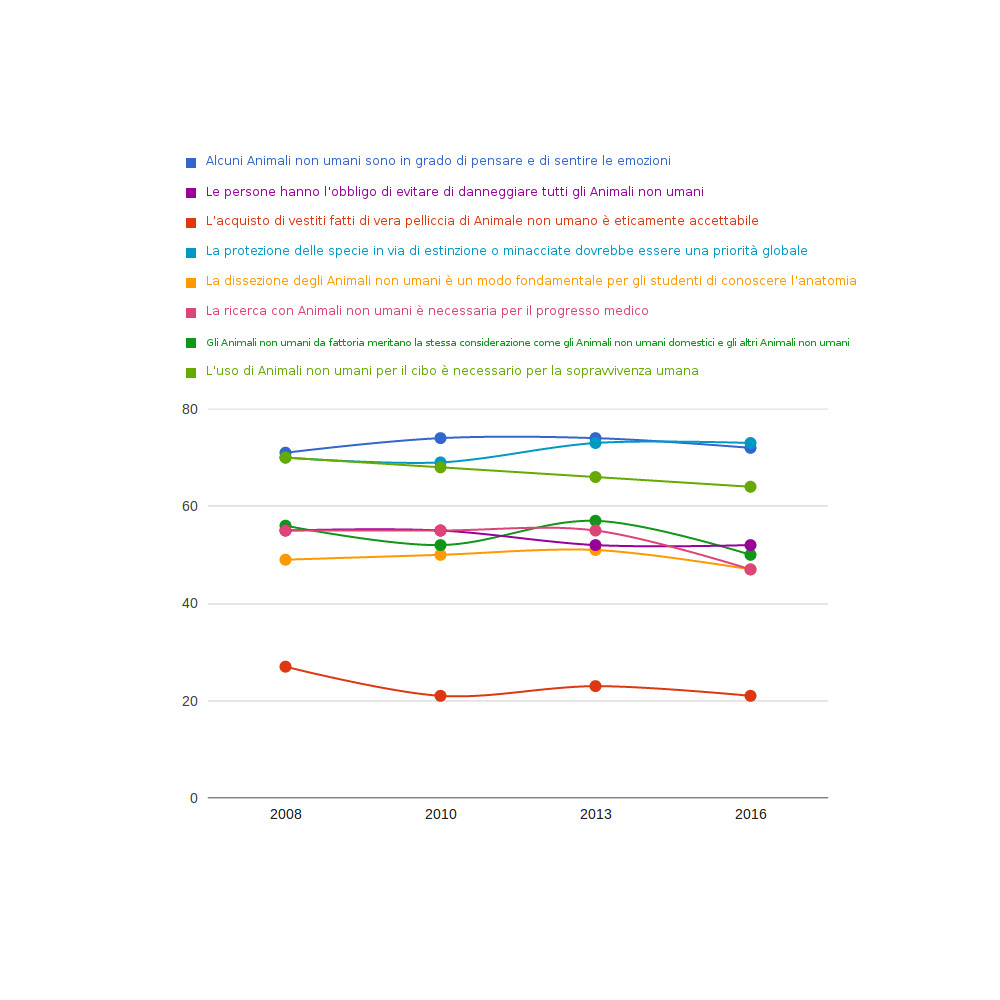 Alcuni Animali non umani sono in grado di pensare e di sentire le emozioni
Le persone hanno l'obbligo di evitare di danneggiare tutti gli Animali non umani
L'acquisto di vestiti fatti di vera pelliccia di Animale non umano è eticamente accettabile
La protezione delle specie in via di estinzione o minacciate dovrebbe essere una priorità globale
La dissezione degli Animali non umani è un modo fondamentale per gli studenti di conoscere l'anatomia
La ricerca con Animali non umani è necessaria per il progresso medico
Gli Animali non umani da fattoria meritano la stessa considerazione come gli Animali non umani domestici e gli altri Animali non umani
L'uso di Animali non umani per il cibo è necessario per la sopravvivenza umana
80
60
40
20
0
2008 2010 2013 2016